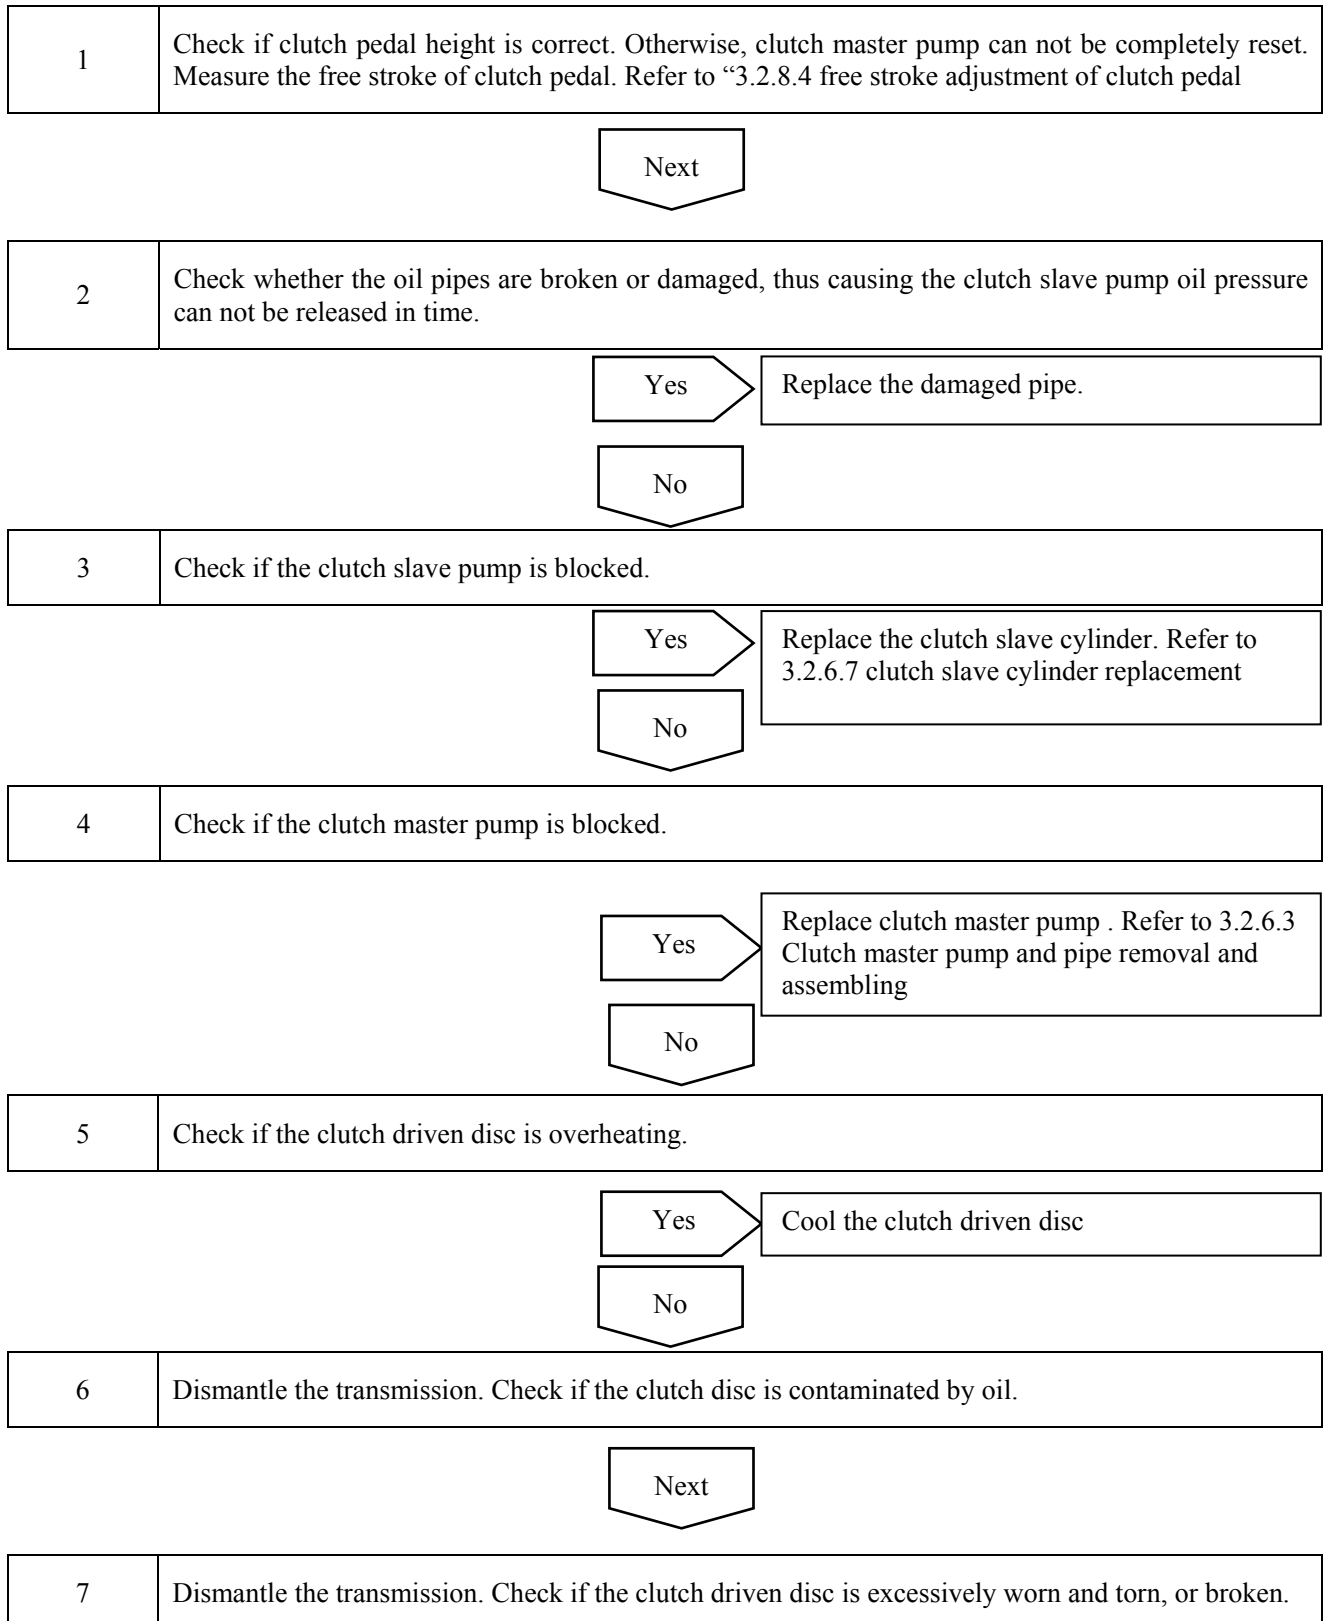 1
Check if clutch pedal height is correct. Otherwise, clutch master pump can not be completely reset.
Measure the free stroke of clutch pedal. Refer to “3.2.8.4 free stroke adjustment of clutch pedal
Next
2
Check whether the oil pipes are broken or damaged, thus causing the clutch slave pump oil pressure
can not be released in time.
Yes
Replace the damaged pipe.
No
3
Check if the clutch slave pump is blocked.
Yes
Replace the clutch slave cylinder. Refer to
3.2.6.7 clutch slave cylinder replacement
No
4
Check if the clutch master pump is blocked.
Yes
Replace clutch master pump . Refer to 3.2.6.3
Clutch master pump and pipe removal and
assembling
No
5
Check if the clutch driven disc is overheating.
Yes
Cool the clutch driven disc
No
6
Dismantle the transmission. Check if the clutch disc is contaminated by oil.
Next
7
Dismantle the transmission. Check if the clutch driven disc is excessively worn and torn, or broken.